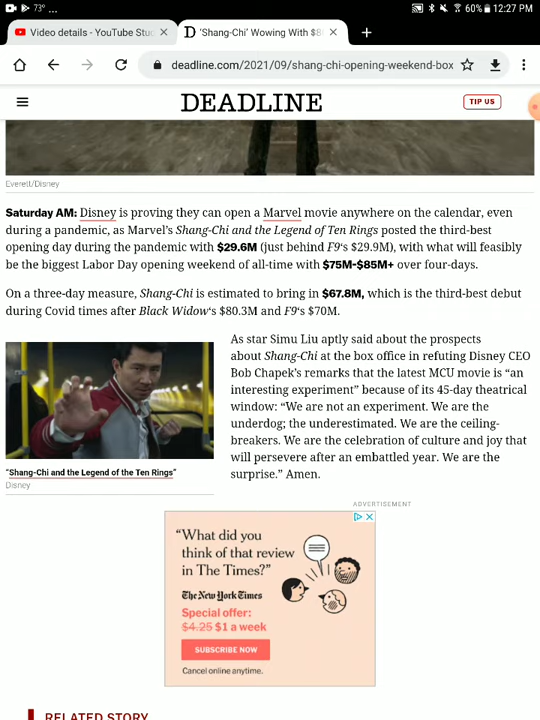 73° ...
60% 12:27 PM
Video details - YouTube Stud
'Shang-Chi' Wowing With $8
deadline.com/2021/09/shang-chi-opening-weekend-box
DEADLINE
TIP US
Everett/Disney
Saturday AM: Disney is proving they can open a Marvel movie anywhere on the calendar, even
during a pandemic, as Marvel's Shang-Chi and the Legend of Ten Rings posted the third-best
opening day during the pandemic with $29.6M (just behind F9's $29.9M), with what will feasibly
be the biggest Labor Day opening weekend of all-time with $75M-$85M+ over four-days.
On a three-day measure, Shang-Chi is estimated to bring in $67.8M, which is the third-best debut
during Covid times after Black Widow's $80.3M and F9's $70M.
As star Simu Liu aptly said about the prospects
about Shang-Chi at the box office in refuting Disney CEO
Bob Chapek's remarks that the latest MCU movie is "an
interesting experiment" because of its 45-day theatrical
window: "We are not an experiment. We are the
underdog; the underestimated. We are the ceiling-
breakers. We are the celebration of culture and joy that
will persevere after an embattled year. We are the
surprise." Amen.
"Shang-Chi and the Legend of the Ten Rings"
Disney
ADVERTISEMENT
"What did you
think of that review
in The Times?"
The New York Times
Special offer:
$4.25 $1 a week
SUBSCRIBE NOW
Cancel online anytime.
RELATED STORY